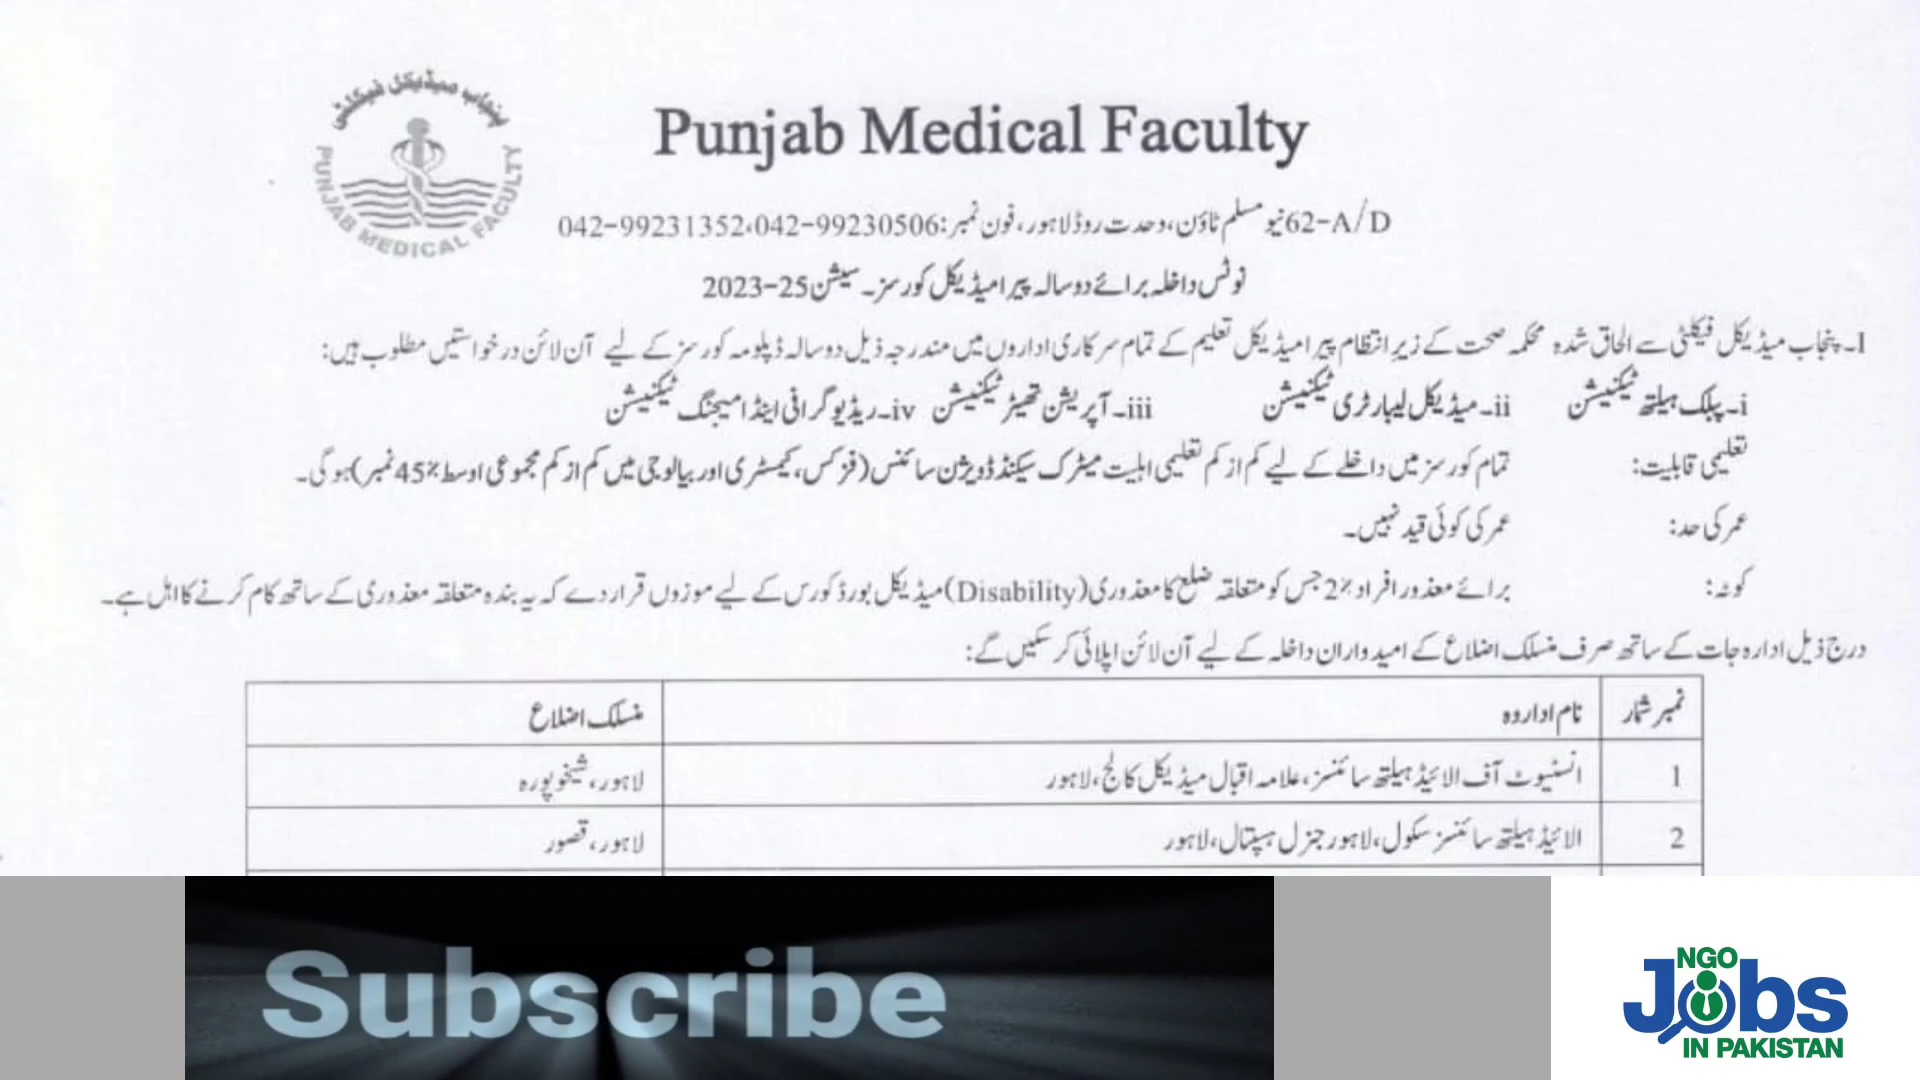 پنجاب میڈیکل فیکلٹی
PUNJAB MEDICAL FACULTY
Punjab Medical Faculty
62-A/D نیو مسلم ٹاؤن، وحدت روڈ لاہور، فون نمبر: 042-99231352،042-99230506
نوٹس داخلہ برائے دو سالہ پیرامیڈیکل کورسز۔ سیشن 25-2023
I۔ پنجاب میڈیکل فیکلٹی سے الحاق شدہ محکمہ صحت کے زیر انتظام پیرامیڈیکل تعلیم کے تمام سرکاری اداروں میں مندرجہ ذیل دو سالہ ڈپلومہ کورسز کے لیے آن لائن درخواستیں مطلوب ہیں:
i۔ پبلک ہیلتھ ٹیکنیشن ii۔ میڈیکل لیبارٹری ٹیکنیشن iii۔ آپریشن تھیٹر ٹیکنیشن iv۔ ریڈیوگرافی اینڈ امیجنگ ٹیکنیشن
تعلیمی قابلیت: تمام کورسز میں داخلے کے لیے کم از کم تعلیمی اہلیت میٹرک سیکنڈ ڈویژن سائنس (فزکس، کیمسٹری اور بیالوجی میں کم از کم مجموعی اوسط 45٪ نمبر) ہوگی۔
عمر کی حد: عمر کی کوئی قید نہیں۔
کوٹہ: برائے معذور افراد 2٪ جس کو متعلقہ ضلع کا معذوری (Disability) میڈیکل بورڈ کورس کے لیے موزوں قرار دے کہ یہ بندہ متعلقہ معذوری کے ساتھ کام کرنے کا اہل ہے۔
درج ذیل ادارہ جات کے ساتھ صرف منسلک اضلاع کے امیدواران داخلہ کے لیے آن لائن اپلائی کر سکیں گے:
نمبر شمار نام ادارہ منسلک اضلاع
1 انسٹیوٹ آف الائیڈ ہیلتھ سائنسز، علامہ اقبال میڈیکل کالج، لاہور لاہور، شیخوپورہ
2 الائیڈ ہیلتھ سائنسز سکول، لاہور جنرل ہسپتال، لاہور لاہور، قصور
Subscribe
NGO
Jobs
IN PAKISTAN